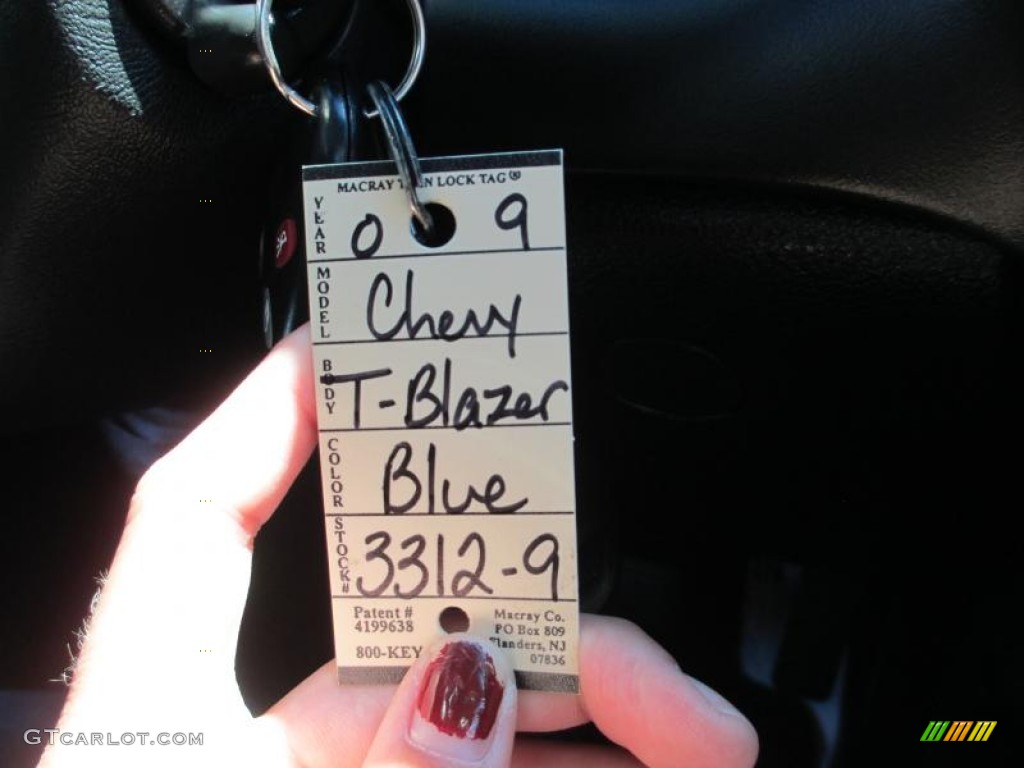 MACRAY LOCK TAG®
YEAR 0 9
MODEL Chevy
BODY T-Blazer
COLOR Blue
STOCK# 3312-9
Patent # 4199638
800-KEY
Macray Co.
PO Box 809
Flanders, NJ
07836
GTCARLOT.COM